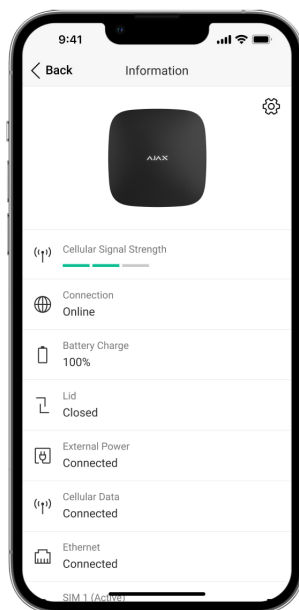 9:41
Back
Information
AJAX
Cellular Signal Strength
Connection
Online
Battery Charge
100%
Lid
Closed
External Power
Connected
Cellular Data
Connected
Ethernet
Connected
SIM 1 (Active)